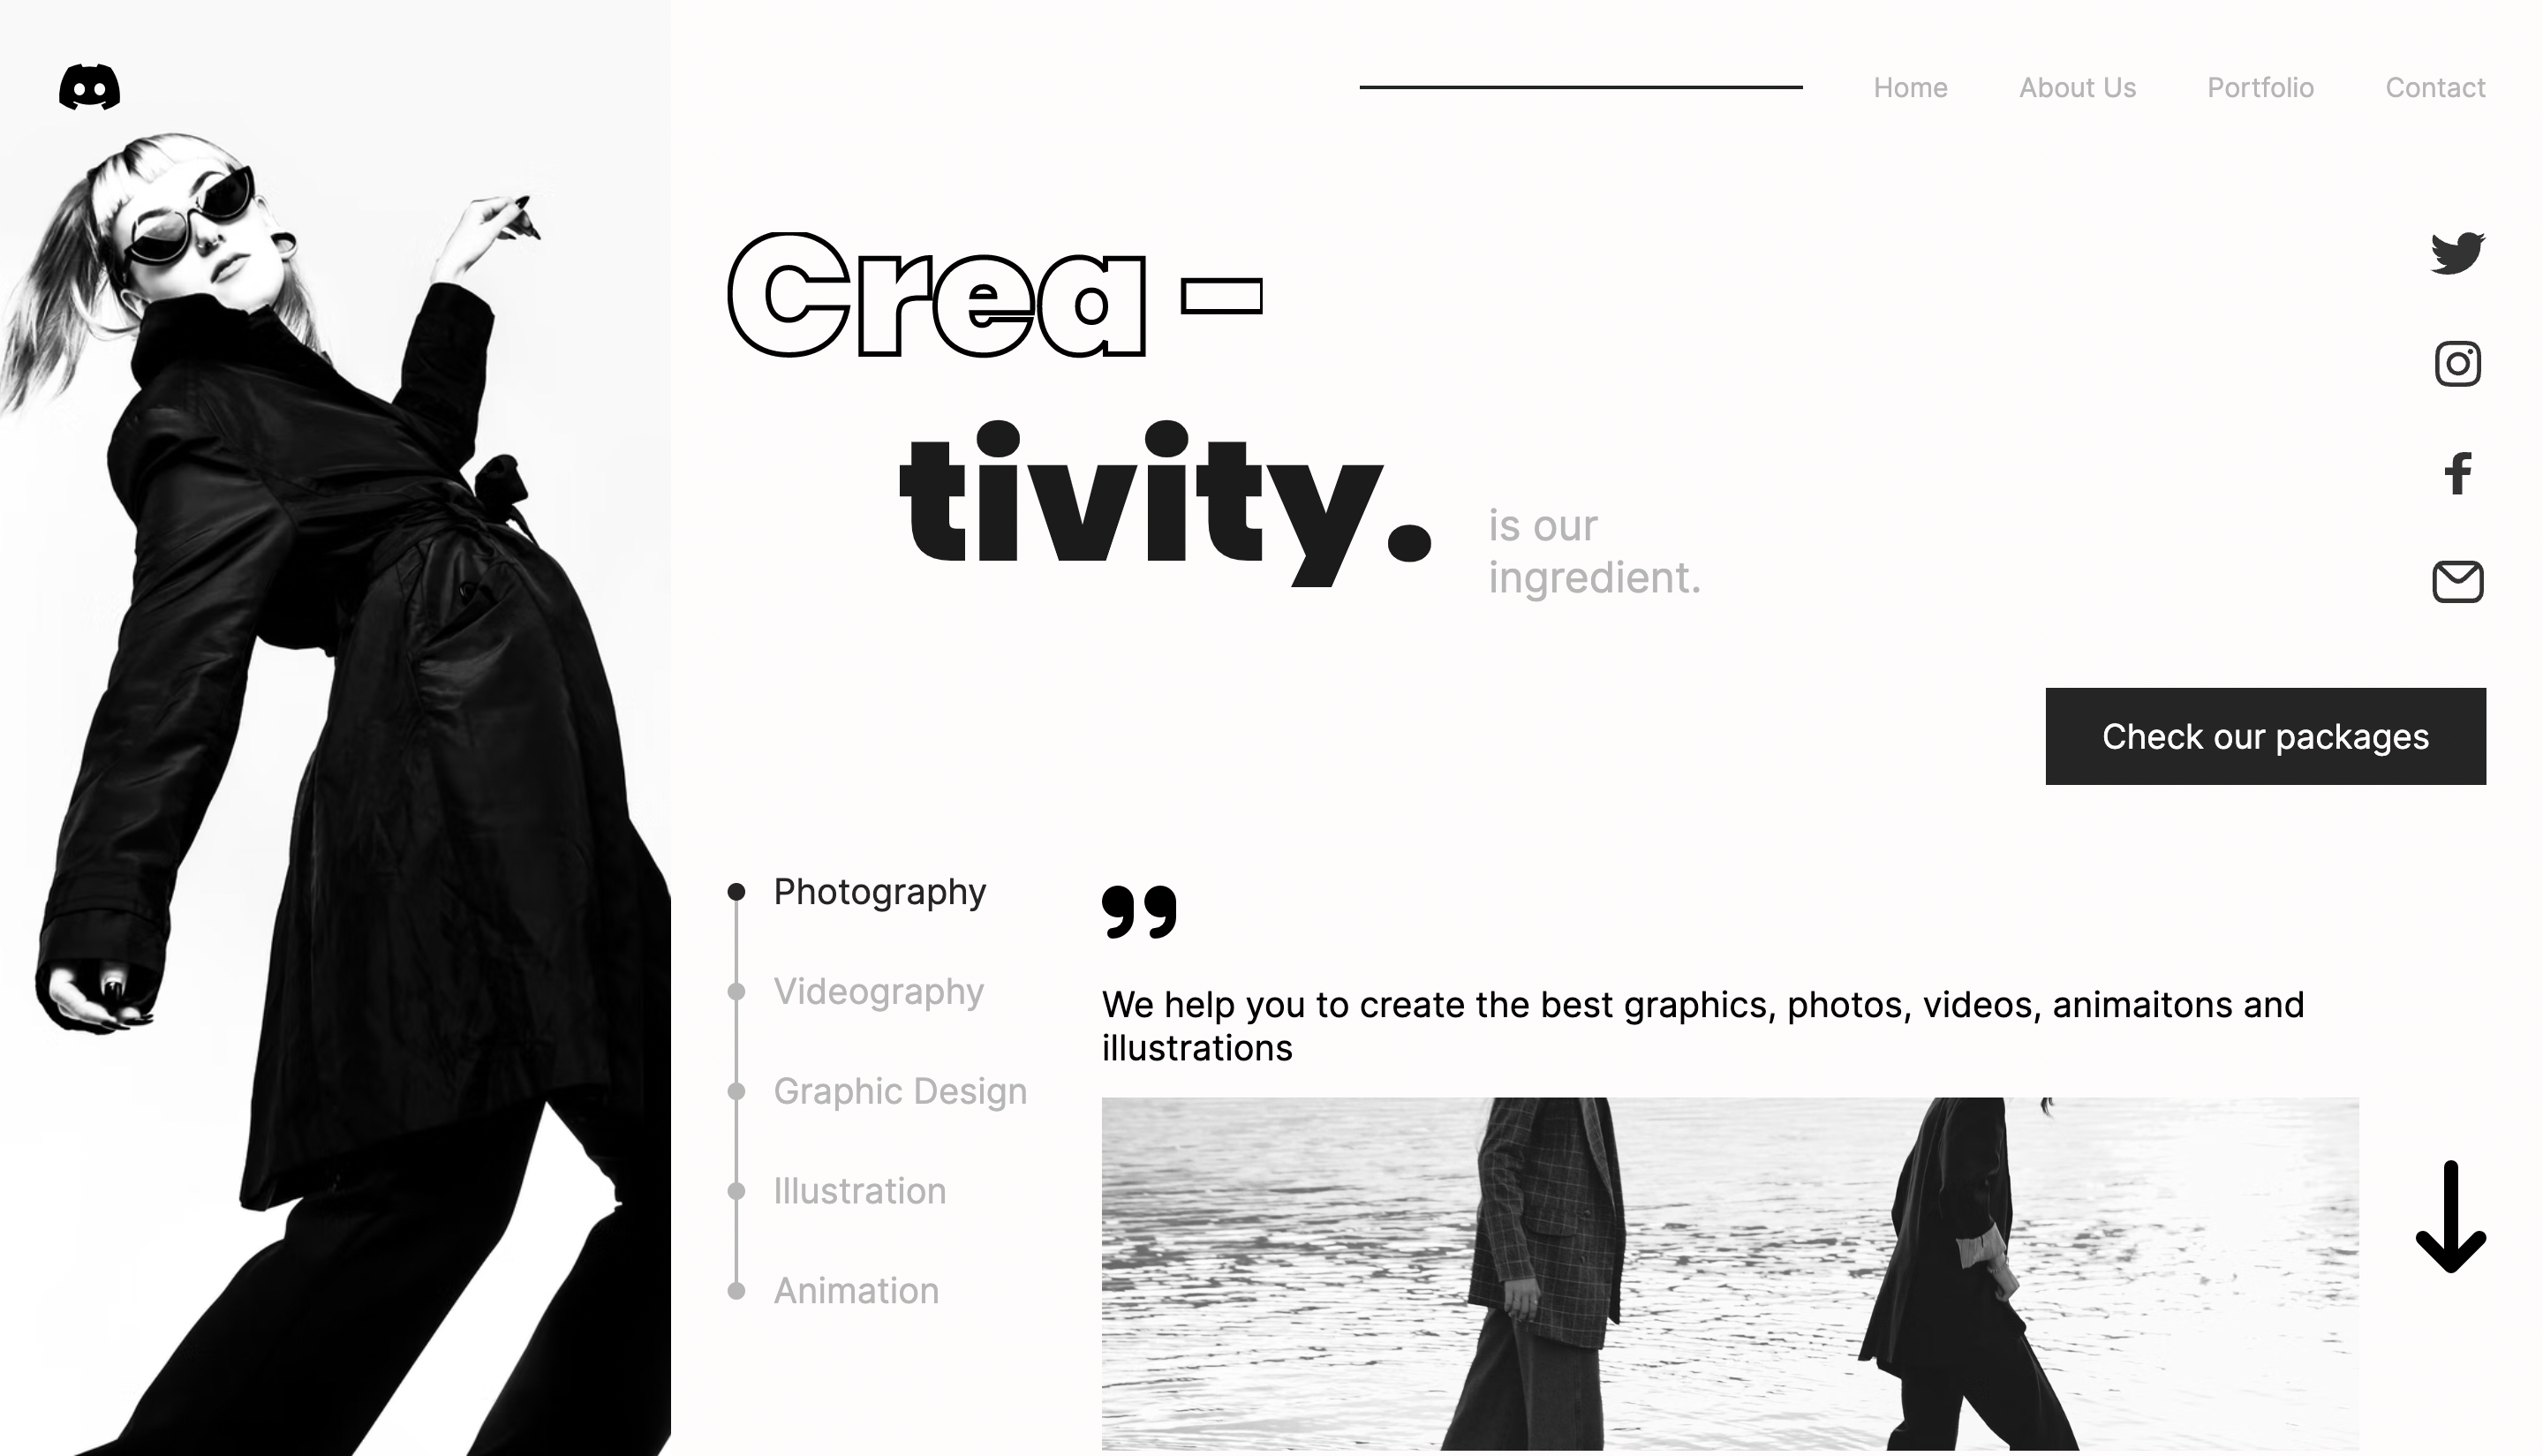 Home About Us Portfolio Contact
Crea -
tivity.
is our
ingredient.
Check our packages
Photography
Videography
Graphic Design
Illustration
Animation
”
We help you to create the best graphics, photos, videos, animaitons and
illustrations